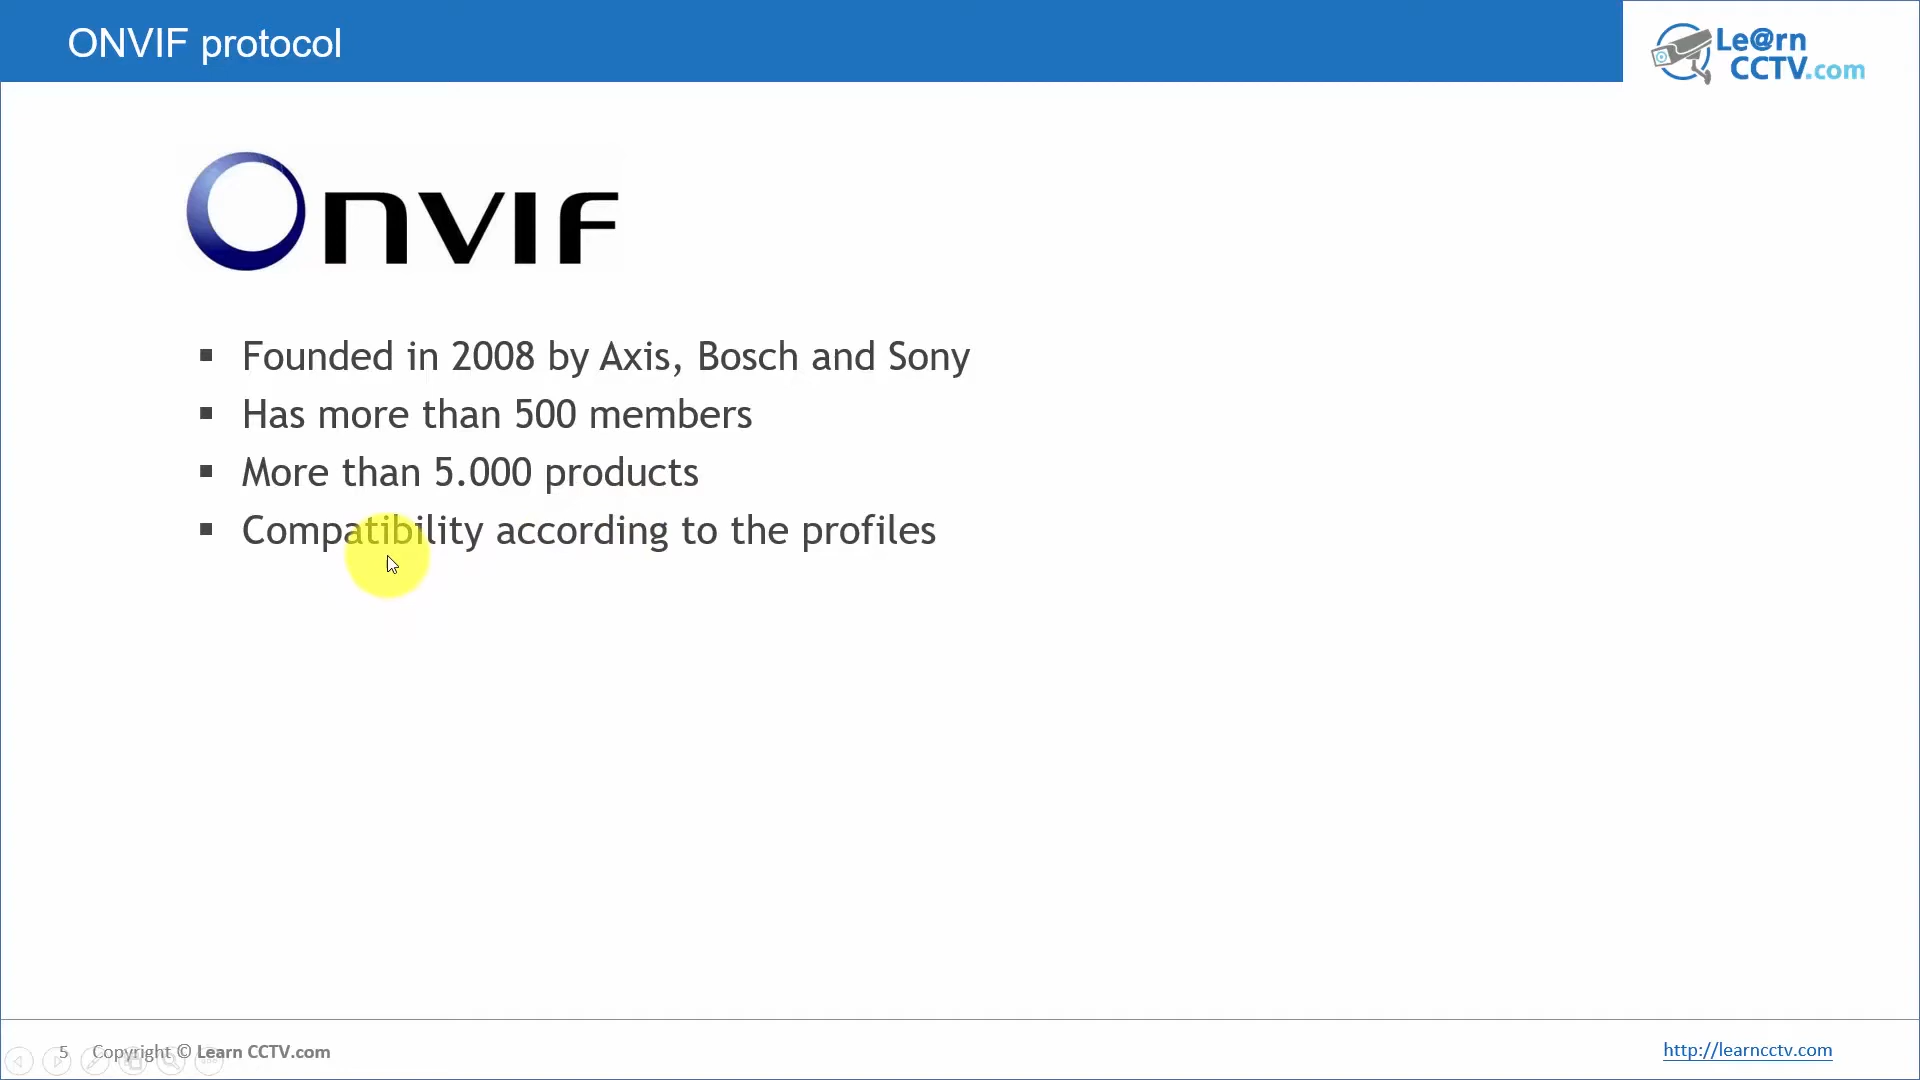 ONVIF protocol
Le@rn
CCTV.com
ONVIF
Founded in 2008 by Axis, Bosch and Sony
Has more than 500 members
More than 5.000 products
Compatibility according to the profiles
5 Copyright © Learn CCTV.com
http://learncctv.com